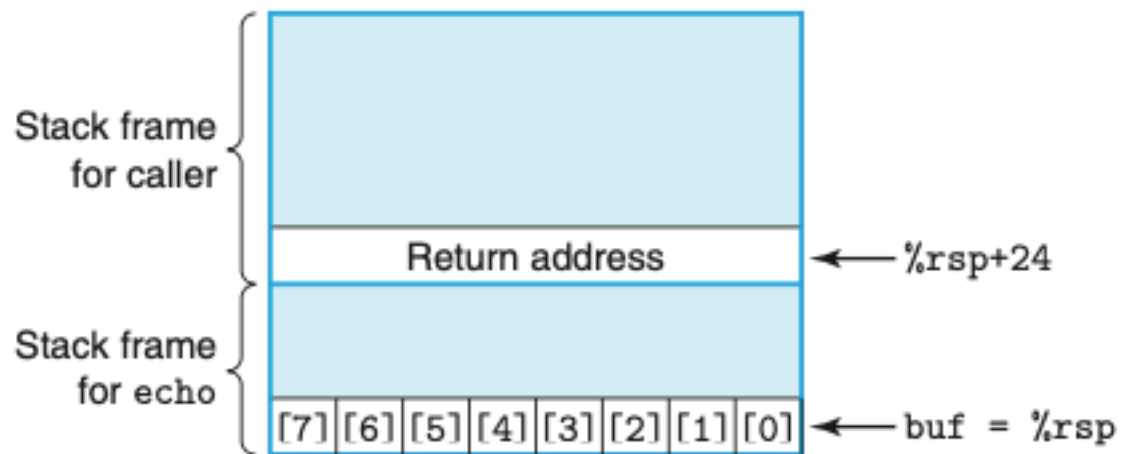 Stack frame
for caller
Return address
%rsp+24
Stack frame
for echo
[7] [6] [5] [4] [3] [2] [1] [0]
buf = %rsp